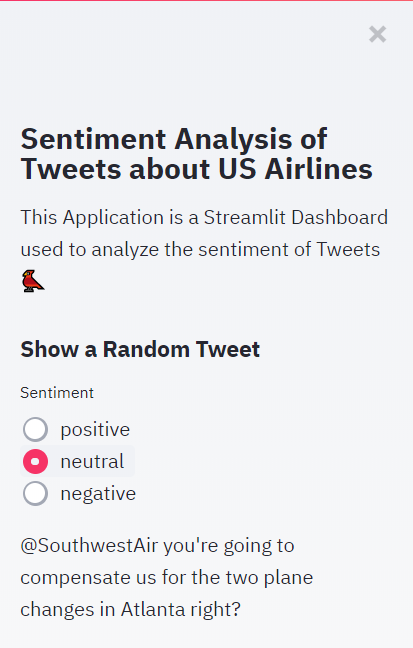 Sentiment Analysis of
Tweets about US Airlines
This Application is a Streamlit Dashboard
used to analyze the sentiment of Tweets
Show a Random Tweet
Sentiment
positive
neutral
negative
@SouthwestAir you're going to
compensate us for the two plane
changes in Atlanta right?